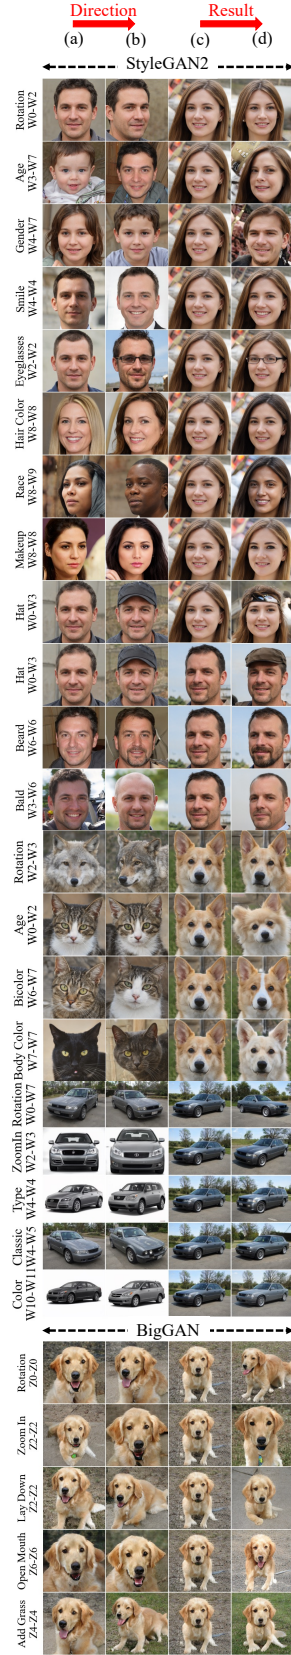 Direction Result
(a) (b) (c) (d)
StyleGAN2
Rotation
W0-W2
Age
W3-W7
Gender
W4-W7
Smile
W4-W4
Eyeglasses
W2-W2
Hair Color
W8-W8
Race
W8-W9
Makeup
W8-W8
Hat
W0-W3
Hat
W0-W3
Beard
W6-W6
Bald
W3-W6
Rotation
W2-W3
Age
W0-W2
Bicolor
W6-W7
Body Color
W7-W7
Rotation
W0-W7
ZoomIn
W2-W3
Type
W4-W4
Classic
W4-W5
Color
W10-W11
BigGAN
Rotation
Z0-Z0
Zoom In
Z2-Z2
Lay Down
Z2-Z2
Open Mouth
Z6-Z6
Add Grass
Z4-Z4